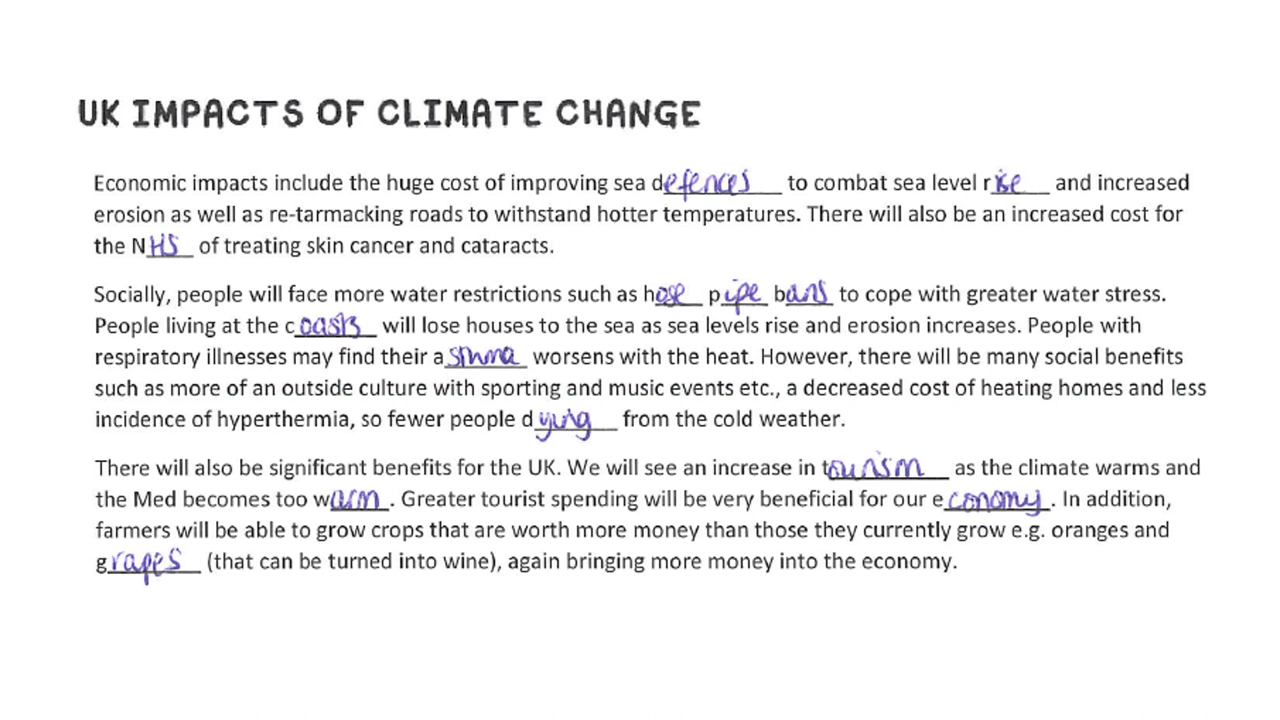 UK IMPACTS OF CLIMATE CHANGE
Economic impacts include the huge cost of improving sea defences to combat sea level rise and increased
erosion as well as re-tarmacking roads to withstand hotter temperatures. There will also be an increased cost for
the NHS of treating skin cancer and cataracts.
Socially, people will face more water restrictions such as hose pipe bans to cope with greater water stress.
People living at the coasts will lose houses to the sea as sea levels rise and erosion increases. People with
respiratory illnesses may find their asthma worsens with the heat. However, there will be many social benefits
such as more of an outside culture with sporting and music events etc., a decreased cost of heating homes and less
incidence of hyperthermia, so fewer people dying from the cold weather.
There will also be significant benefits for the UK. We will see an increase in tourism as the climate warms and
the Med becomes too warm. Greater tourist spending will be very beneficial for our economy. In addition,
farmers will be able to grow crops that are worth more money than those they currently grow e.g. oranges and
grapes (that can be turned into wine), again bringing more money into the economy.